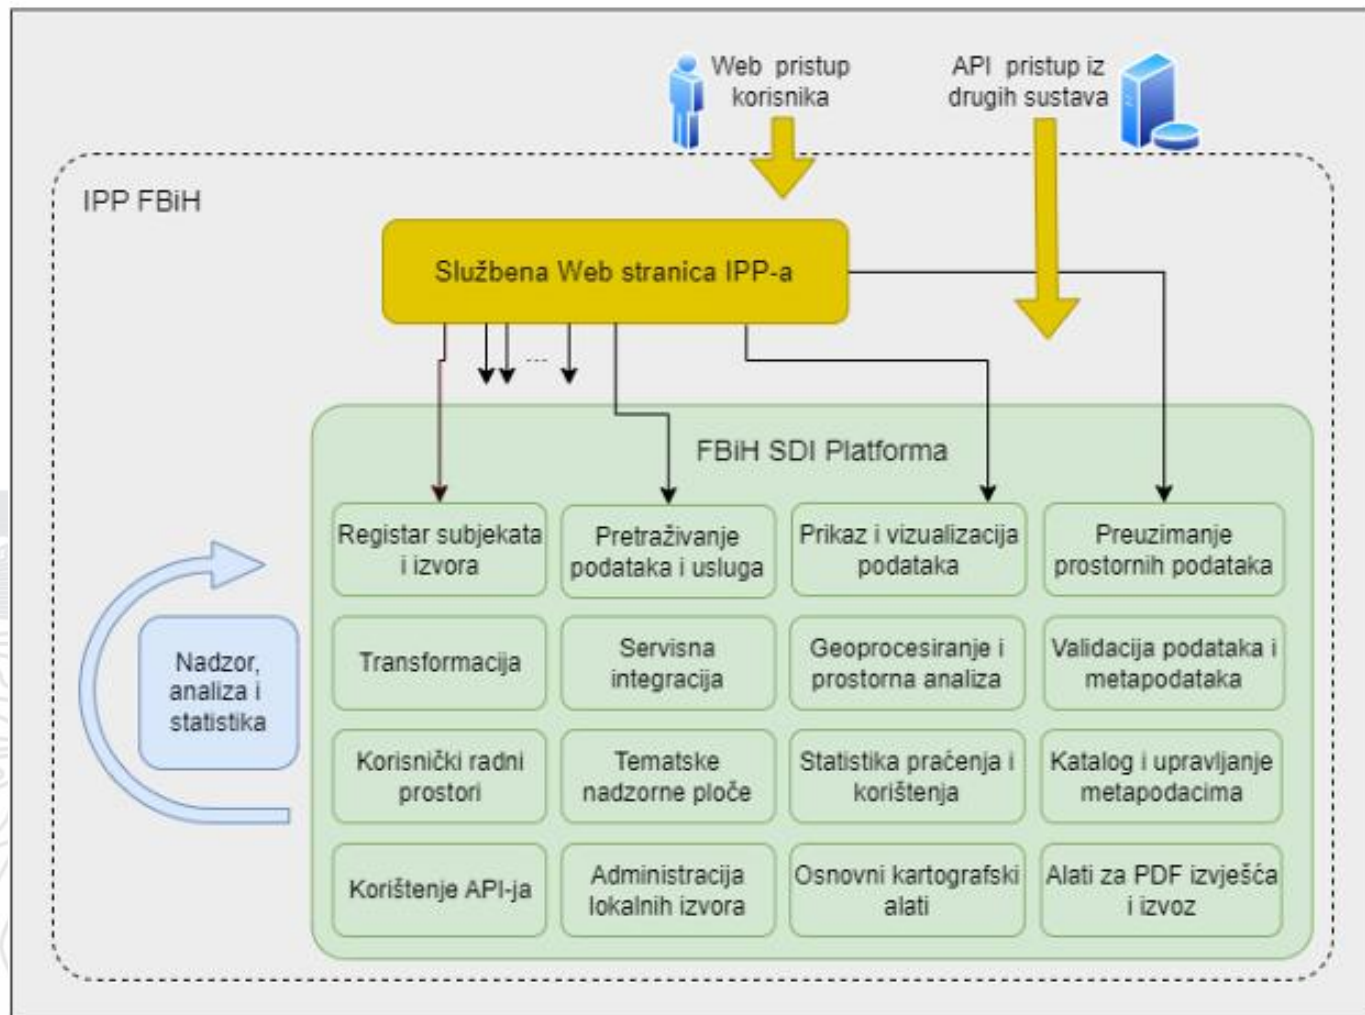 Web pristup
korisnika
API pristup iz
drugih sustava
IPP FBiH
Službena Web stranica IPP-a
---
FBiH SDI Platforma
Registar subjekata
i izvora
Pretraživanje
podataka i usluga
Prikaz i vizualizacija
podataka
Preuzimanje
prostornih podataka
Nadzor,
analiza i
statistika
Transformacija
Servisna
integracija
Geoprocesiranje i
prostorna analiza
Validacija podataka i
metapodataka
Korisnički radni
prostori
Tematske
nadzorne ploče
Statistika praćenja i
korištenja
Katalog i upravljanje
metapodacima
Korištenje API-ja
Administracija
lokalnih izvora
Osnovni kartografski
alati
Alati za PDF izvješća
i izvoz